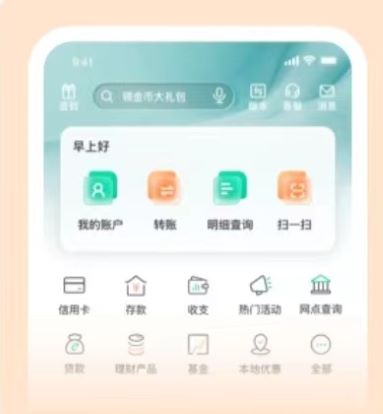 9:41
签到
领金币大礼包
版本
客服
消息
早上好
我的账户 转账 明细查询 扫一扫
信用卡 存款 收支 热门活动 网点查询
贷款 理财产品 基金 本地优惠 全部